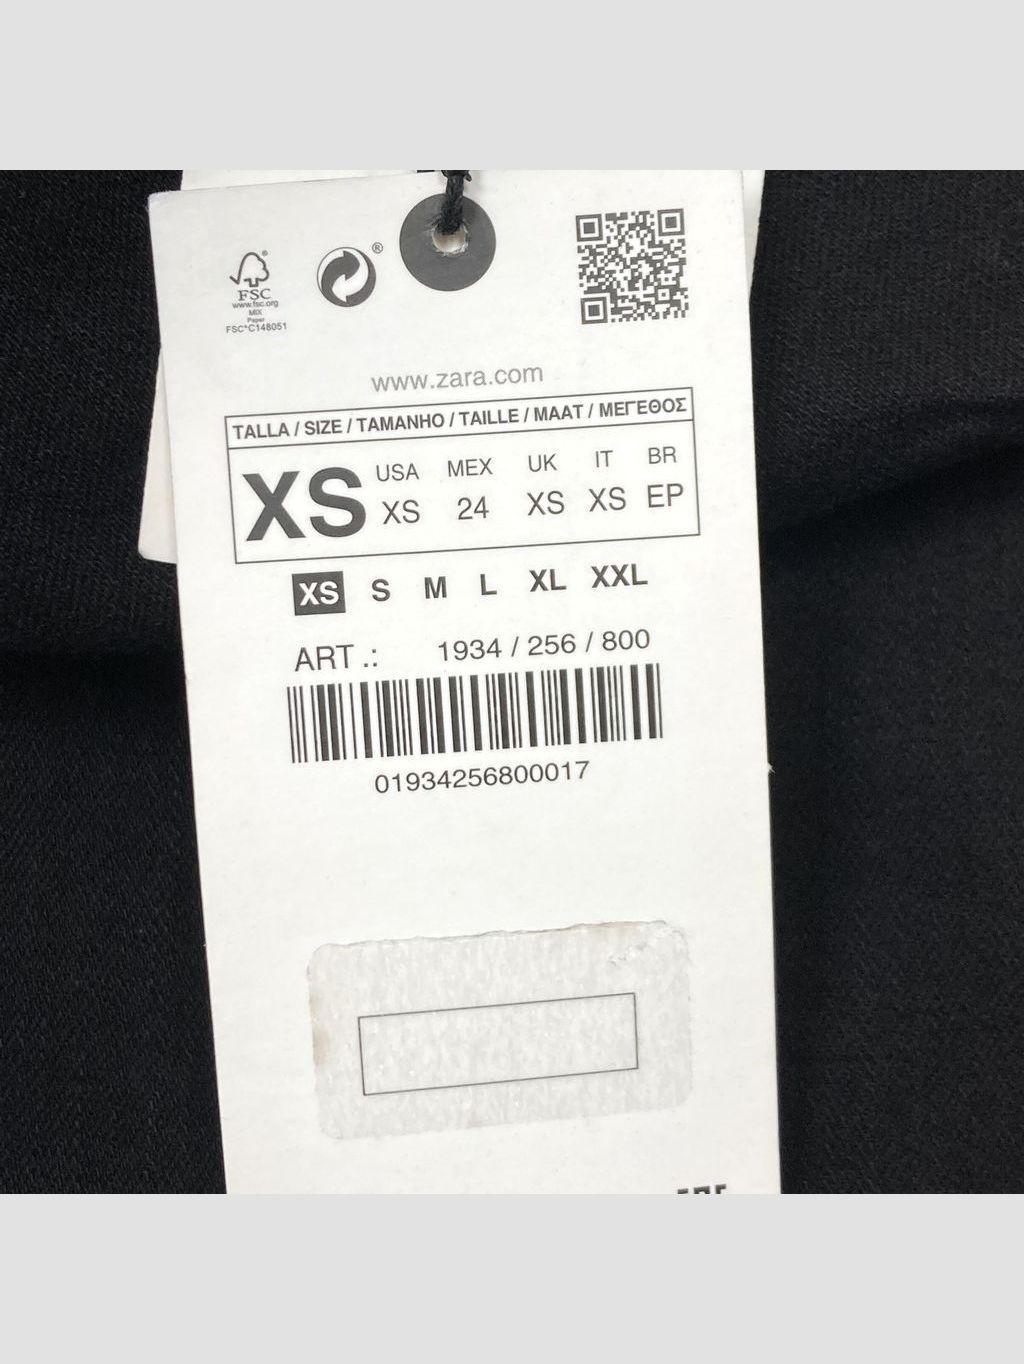 FSC
www.fsc.org
MIX
Paper
FSC®C148051
®
www.zara.com
TALLA / SIZE / TAMANHO / TAILLE / MAAT / ΜΕΓΕΘΟΣ
XS
USA MEX UK IT BR
XS 24 XS XS EP
XS S M L XL XXL
ART .: 1934 / 256 / 800
01934256800017